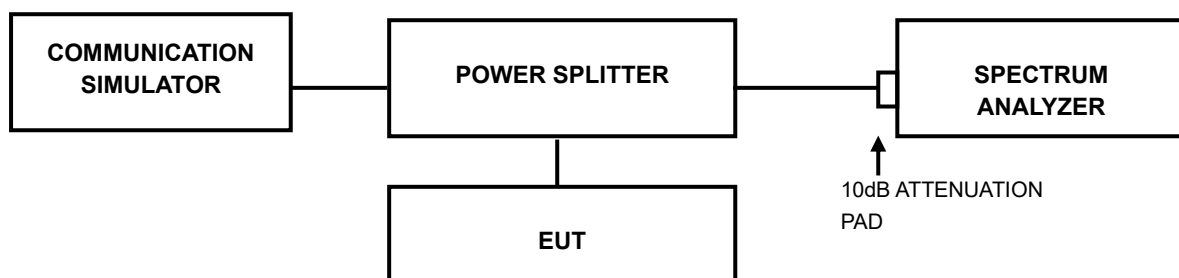 COMMUNICATION
SIMULATOR
POWER SPLITTER
SPECTRUM
ANALYZER
10dB ATTENUATION
PAD
EUT